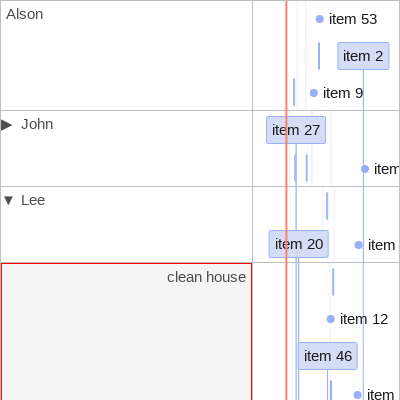 Alson
item 53
item 2
item 9
▶ John
item 27
item
▼ Lee
item 20
item
clean house
item 12
item 46
item